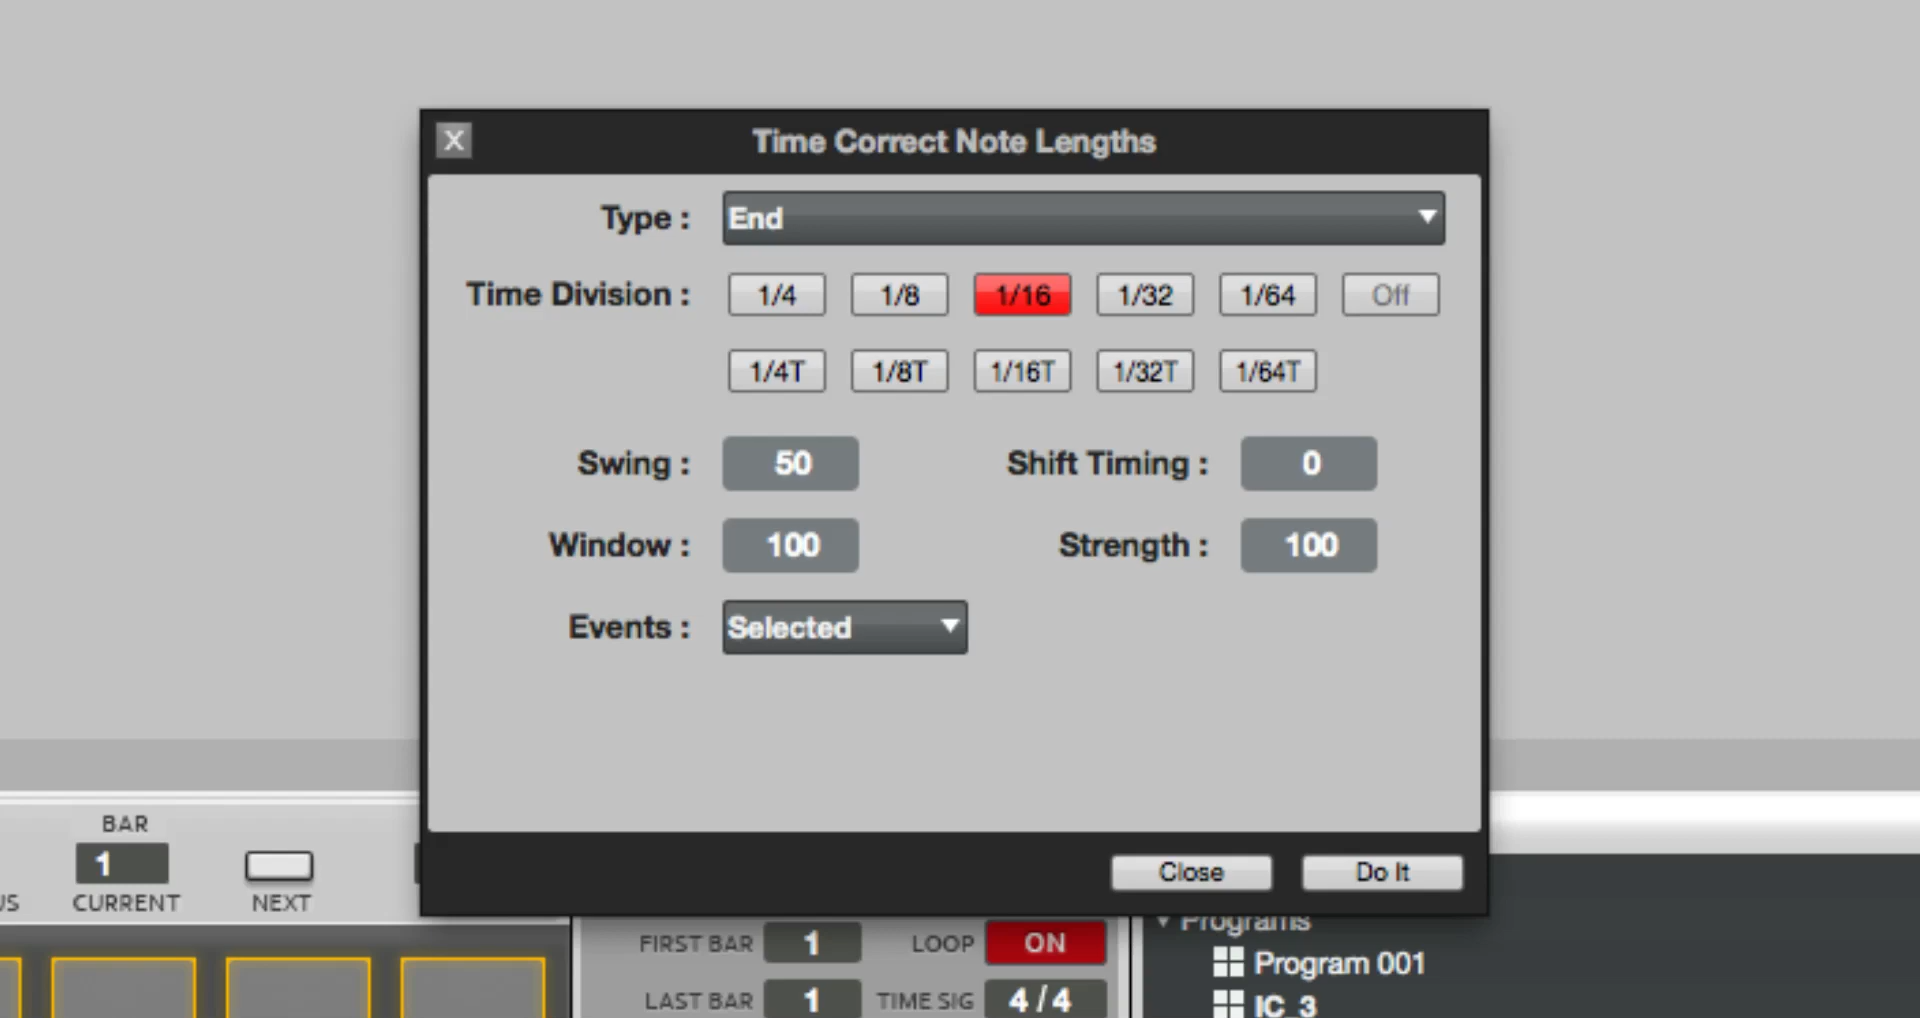 X
Time Correct Note Lengths
Type : End
Time Division : 1/4 1/8 1/16 1/32 1/64 Off
1/4T 1/8T 1/16T 1/32T 1/64T
Swing : 50 Shift Timing : 0
Window : 100 Strength : 100
Events : Selected
Close Do It
BAR
1
US CURRENT NEXT
FIRST BAR 1 LOOP ON
LAST BAR 1 TIME SIG 4 / 4
Programs
Program 001
IC_3